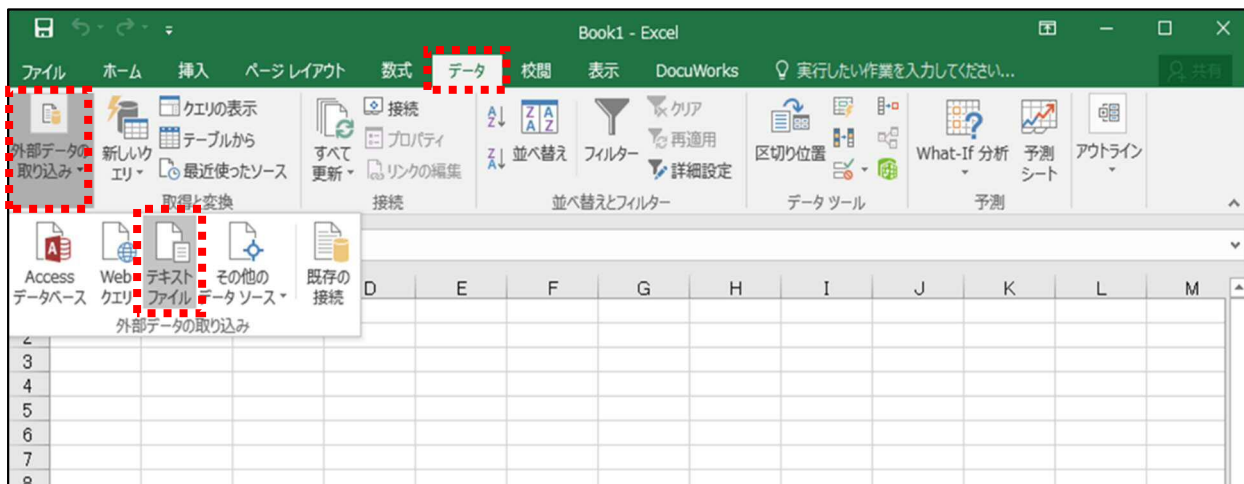 Book1 - Excel
ファイル ホーム 挿入 ページ レイアウト 数式 データ 校閲 表示 DocuWorks 実行したい作業を入力してください... 共有
外部データの
取り込み
新しいク
エリ
クエリの表示
テーブルから
最近使ったソース
取得と変換
すべて
更新
接続
プロパティ
リンクの編集
接続
並べ替え
フィルター
クリア
再適用
詳細設定
並べ替えとフィルター
区切り位置
データ ツール
What-If 分析
予測
シート
予測
アウトライン
Access
データベース
Web
クエリ
テキスト
ファイル
その他の
データ ソース
既存の
接続
外部データの取り込み
D E F G H I J K L M
2
3
4
5
6
7
8